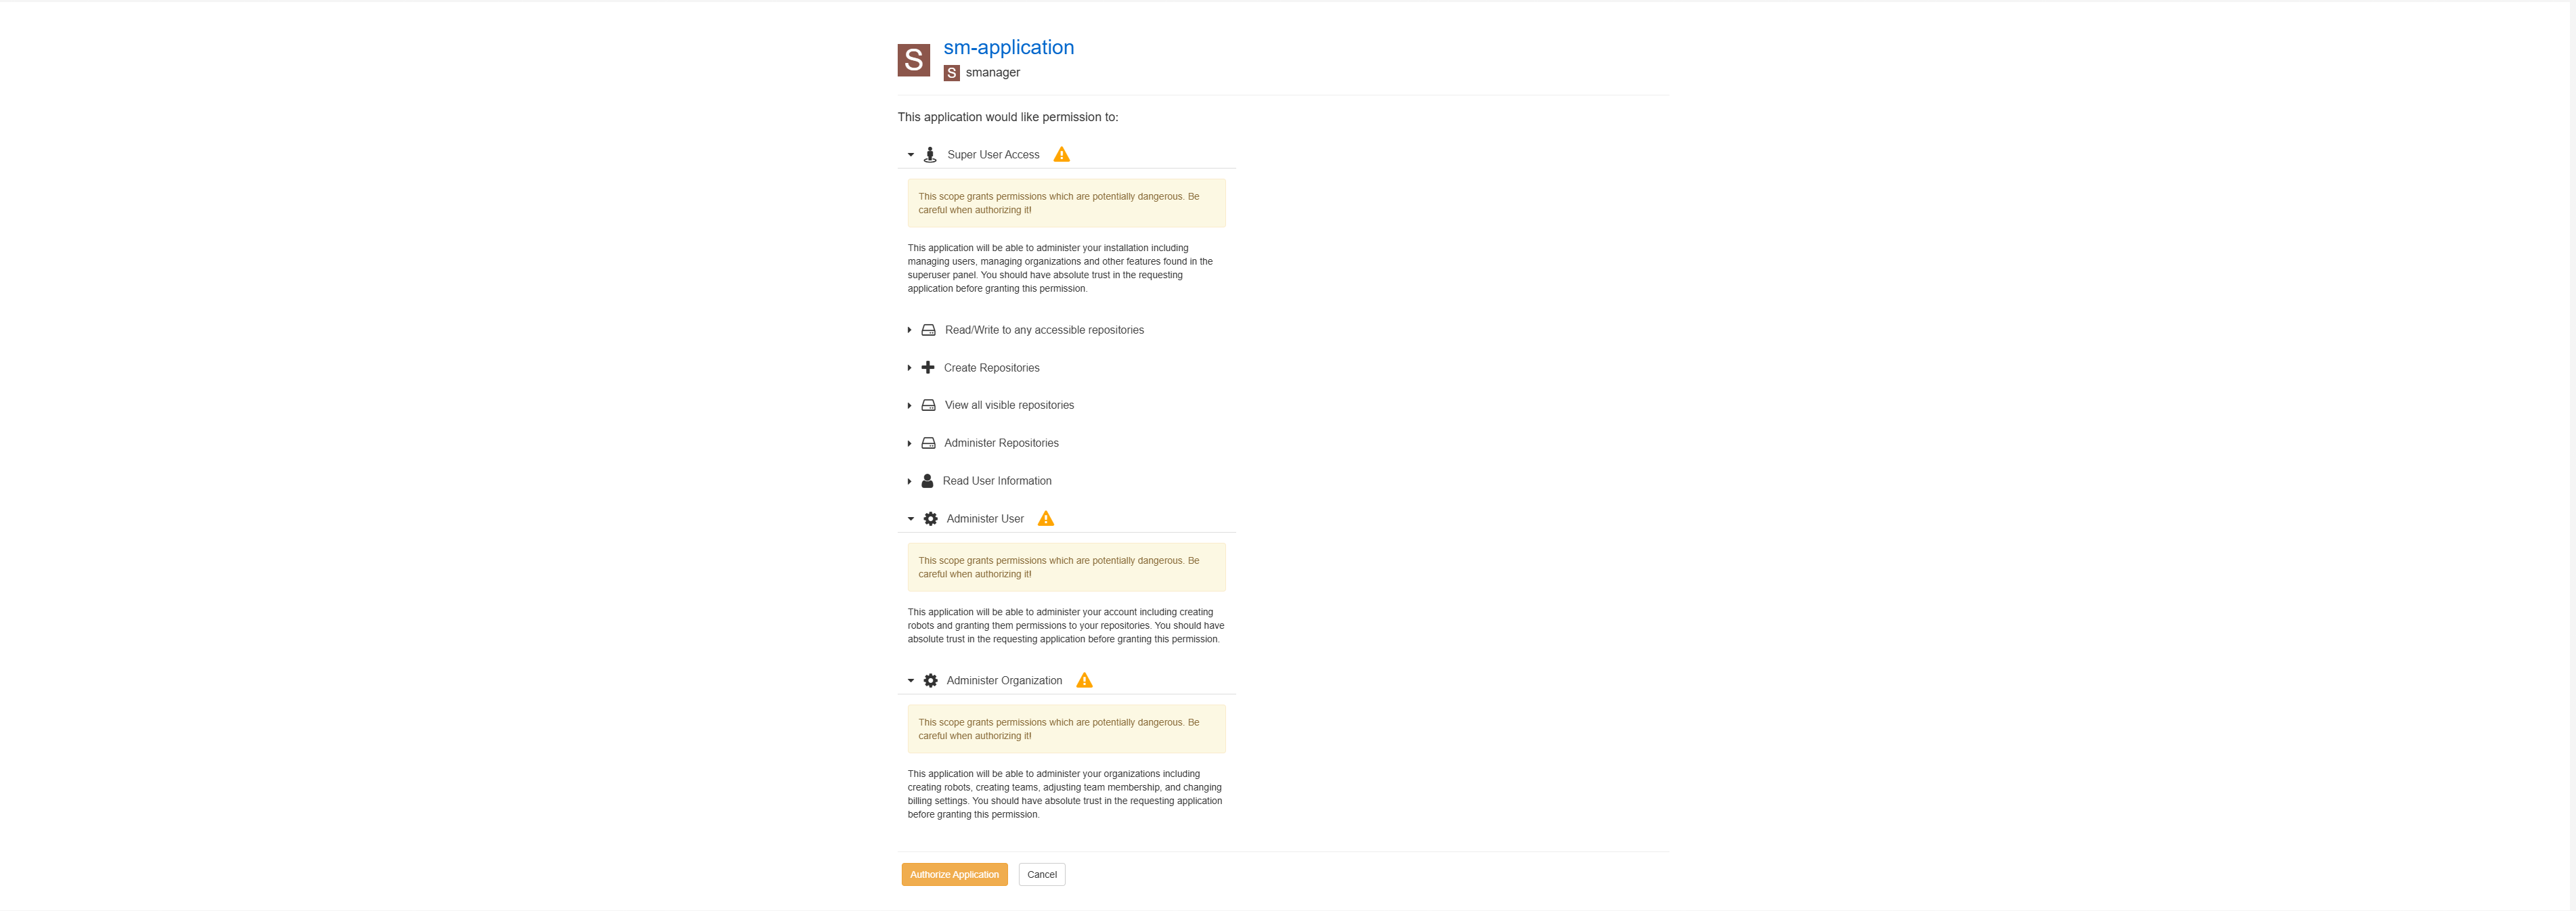 S
sm-application
S smanager
This application would like permission to:
Super User Access
This scope grants permissions which are potentially dangerous. Be
careful when authorizing it!
This application will be able to administer your installation including
managing users, managing organizations and other features found in the
superuser panel. You should have absolute trust in the requesting
application before granting this permission.
Read/Write to any accessible repositories
Create Repositories
View all visible repositories
Administer Repositories
Read User Information
Administer User
This scope grants permissions which are potentially dangerous. Be
careful when authorizing it!
This application will be able to administer your account including creating
robots and granting them permissions to your repositories. You should have
absolute trust in the requesting application before granting this permission.
Administer Organization
This scope grants permissions which are potentially dangerous. Be
careful when authorizing it!
This application will be able to administer your organizations including
creating robots, creating teams, adjusting team membership, and changing
billing settings. You should have absolute trust in the requesting application
before granting this permission.
Authorize Application Cancel